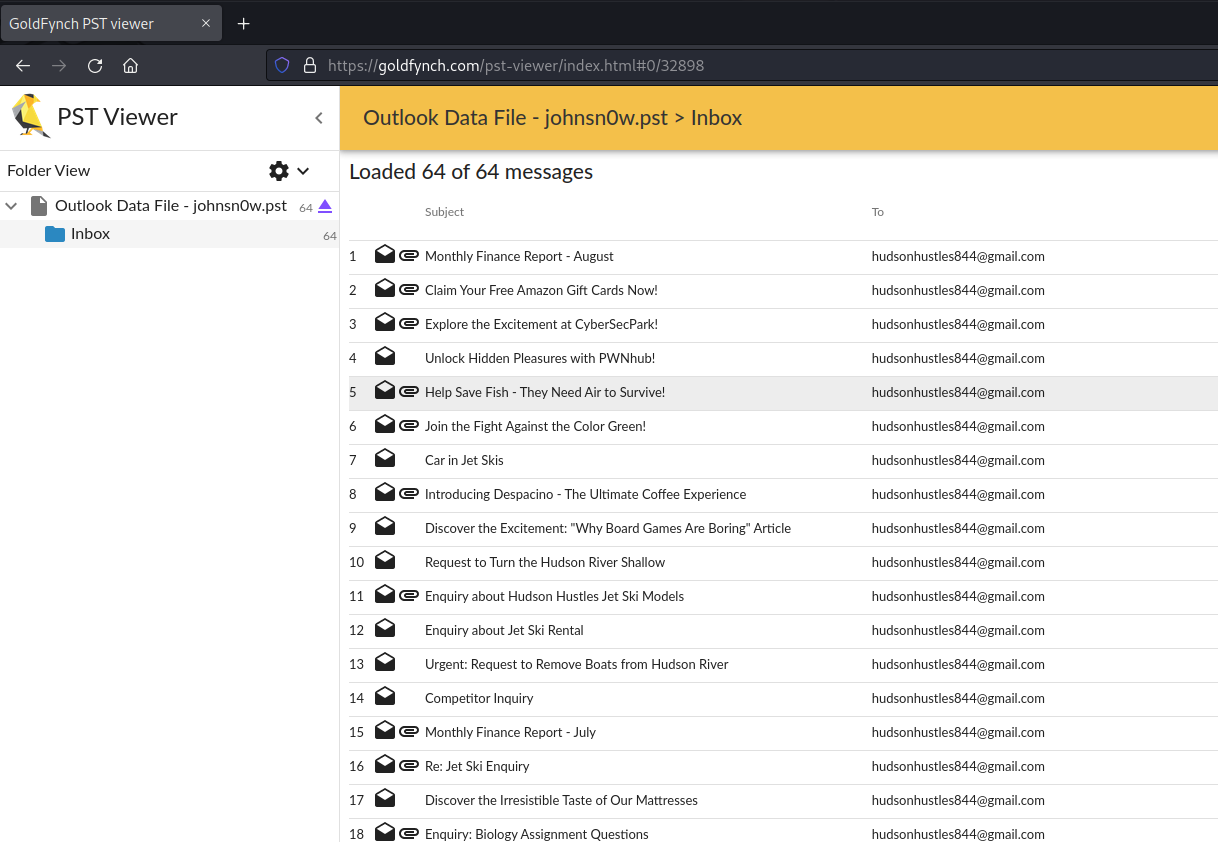 GoldFynch PST viewer
https://goldfynch.com/pst-viewer/index.html#0/32898
PST Viewer
Outlook Data File - johnsn0w.pst > Inbox
Folder View
Loaded 64 of 64 messages
Outlook Data File - johnsn0w.pst 64
Inbox 64
Subject To
1 Monthly Finance Report - August hudsonhustles844@gmail.com
2 Claim Your Free Amazon Gift Cards Now! hudsonhustles844@gmail.com
3 Explore the Excitement at CyberSecPark! hudsonhustles844@gmail.com
4 Unlock Hidden Pleasures with PWNhub! hudsonhustles844@gmail.com
5 Help Save Fish - They Need Air to Survive! hudsonhustles844@gmail.com
6 Join the Fight Against the Color Green! hudsonhustles844@gmail.com
7 Car in Jet Skis hudsonhustles844@gmail.com
8 Introducing Despacino - The Ultimate Coffee Experience hudsonhustles844@gmail.com
9 Discover the Excitement: "Why Board Games Are Boring" Article hudsonhustles844@gmail.com
10 Request to Turn the Hudson River Shallow hudsonhustles844@gmail.com
11 Enquiry about Hudson Hustles Jet Ski Models hudsonhustles844@gmail.com
12 Enquiry about Jet Ski Rental hudsonhustles844@gmail.com
13 Urgent: Request to Remove Boats from Hudson River hudsonhustles844@gmail.com
14 Competitor Inquiry hudsonhustles844@gmail.com
15 Monthly Finance Report - July hudsonhustles844@gmail.com
16 Re: Jet Ski Enquiry hudsonhustles844@gmail.com
17 Discover the Irresistible Taste of Our Mattresses hudsonhustles844@gmail.com
18 Enquiry: Biology Assignment Questions hudsonhustles844@gmail.com